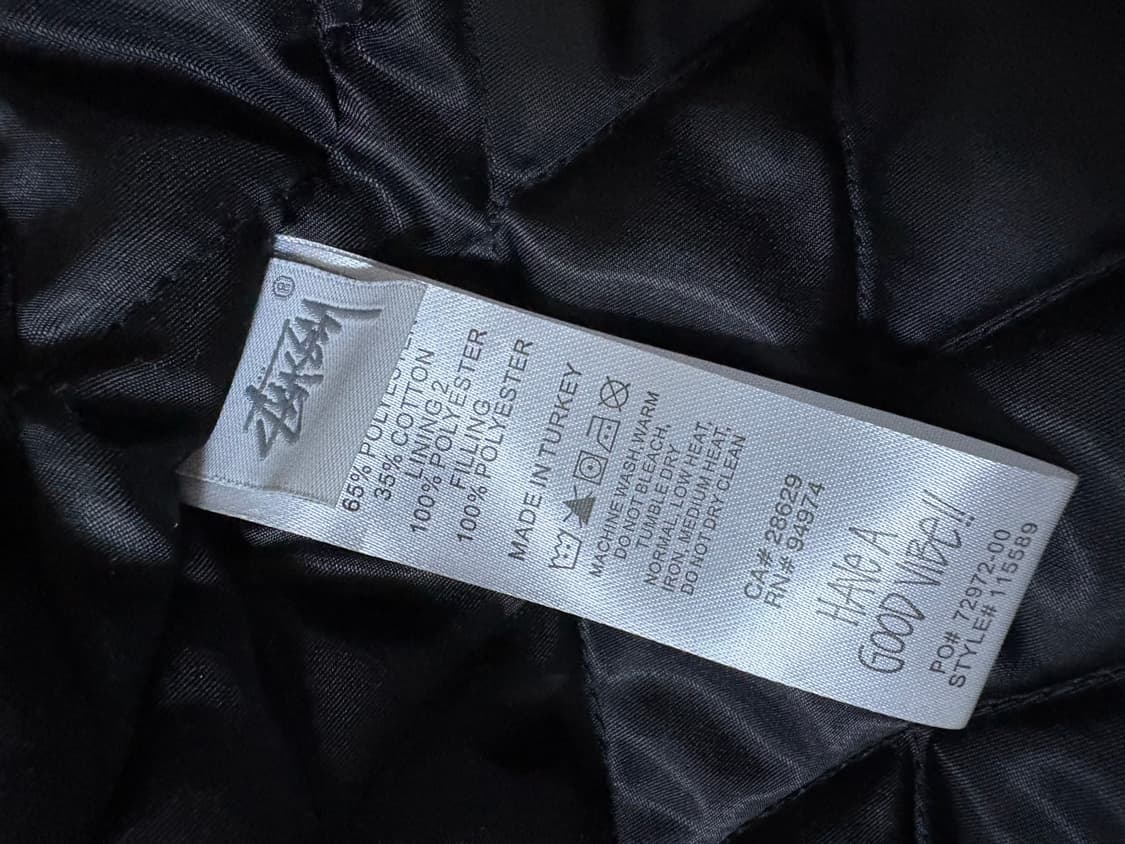 STÜSSY ®
65% POLYESTER
35% COTTON
LINING 2
100% POLYESTER
FILLING
100% POLYESTER
MADE IN TURKEY
MACHINE WASH WARM
DO NOT BLEACH,
TUMBLE DRY
NORMAL, LOW HEAT
IRON, MEDIUM HEAT,
DO NOT DRY CLEAN
CA# 28629
RN# 94974
HAVE A
GOOD VIBE!!
PO# 72972-00
STYLE# 115589